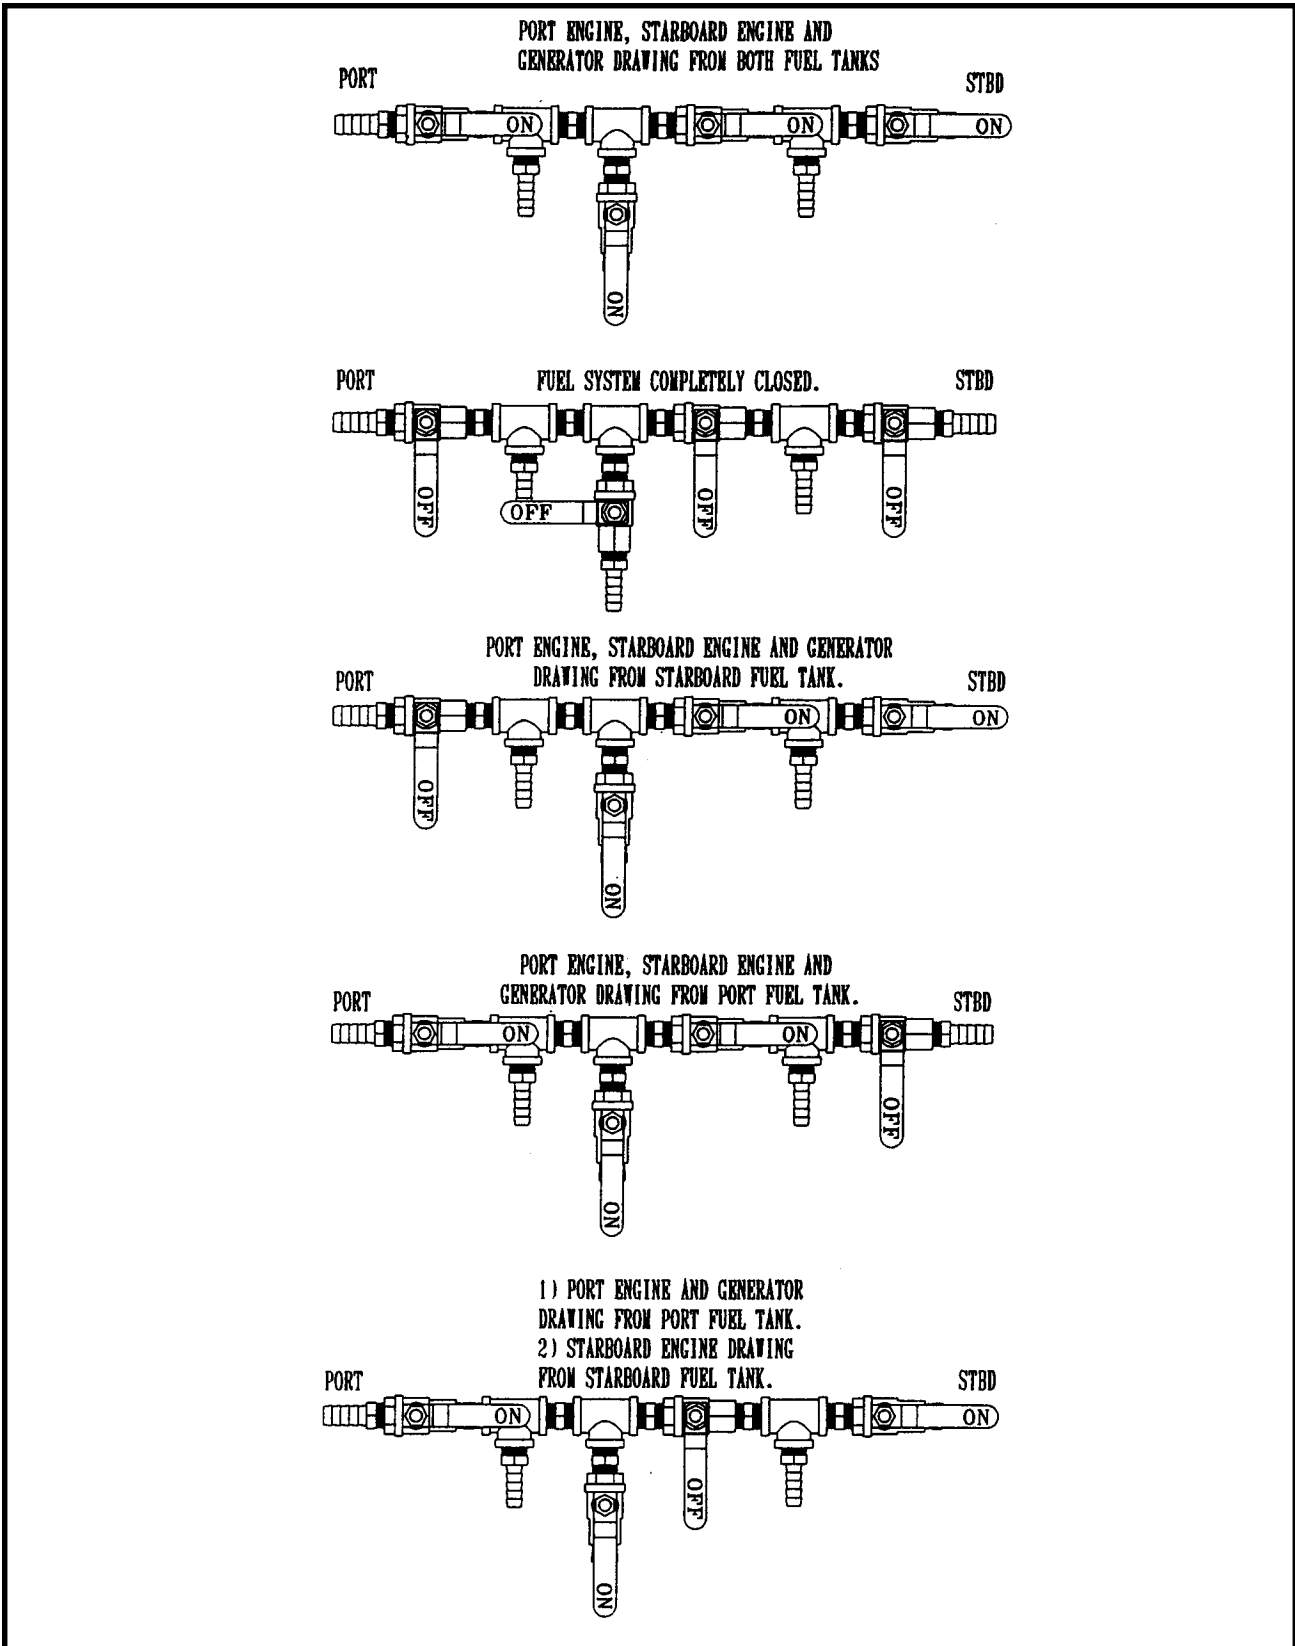 PORT ENGINE, STARBOARD ENGINE AND
GENERATOR DRAWING FROM BOTH FUEL TANKS
PORT
STBD
ON
ON
ON
ON
PORT
FUEL SYSTEM COMPLETELY CLOSED.
STBD
OFF
OFF
OFF
OFF
PORT ENGINE, STARBOARD ENGINE AND GENERATOR
DRAWING FROM STARBOARD FUEL TANK.
PORT
STBD
ON
ON
OFF
ON
PORT ENGINE, STARBOARD ENGINE AND
GENERATOR DRAWING FROM PORT FUEL TANK.
PORT
STBD
ON
ON
OFF
ON
1) PORT ENGINE AND GENERATOR
DRAWING FROM PORT FUEL TANK.
2) STARBOARD ENGINE DRAWING
FROM STARBOARD FUEL TANK.
PORT
STBD
ON
ON
OFF
ON